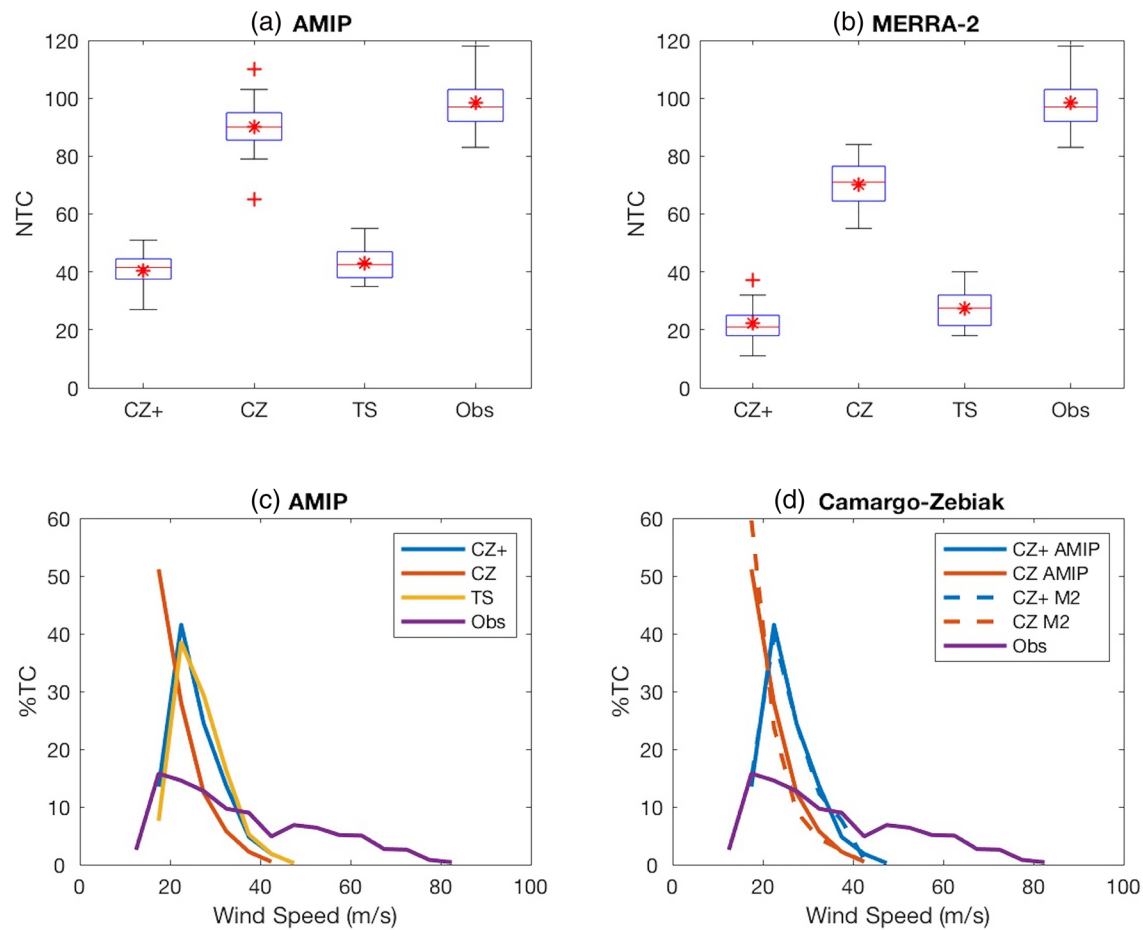 (a) AMIP
120
100
80
60
40
20
0
NTC
CZ+ CZ TS Obs
(b) MERRA-2
120
100
80
60
40
20
0
NTC
CZ+ CZ TS Obs
(c) AMIP
60
50
40
30
20
10
0
%TC
CZ+
CZ
TS
Obs
0 20 40 60 80 100
Wind Speed (m/s)
(d) Camargo-Zebiak
60
50
40
30
20
10
0
%TC
CZ+ AMIP
CZ AMIP
CZ+ M2
CZ M2
Obs
0 20 40 60 80 100
Wind Speed (m/s)